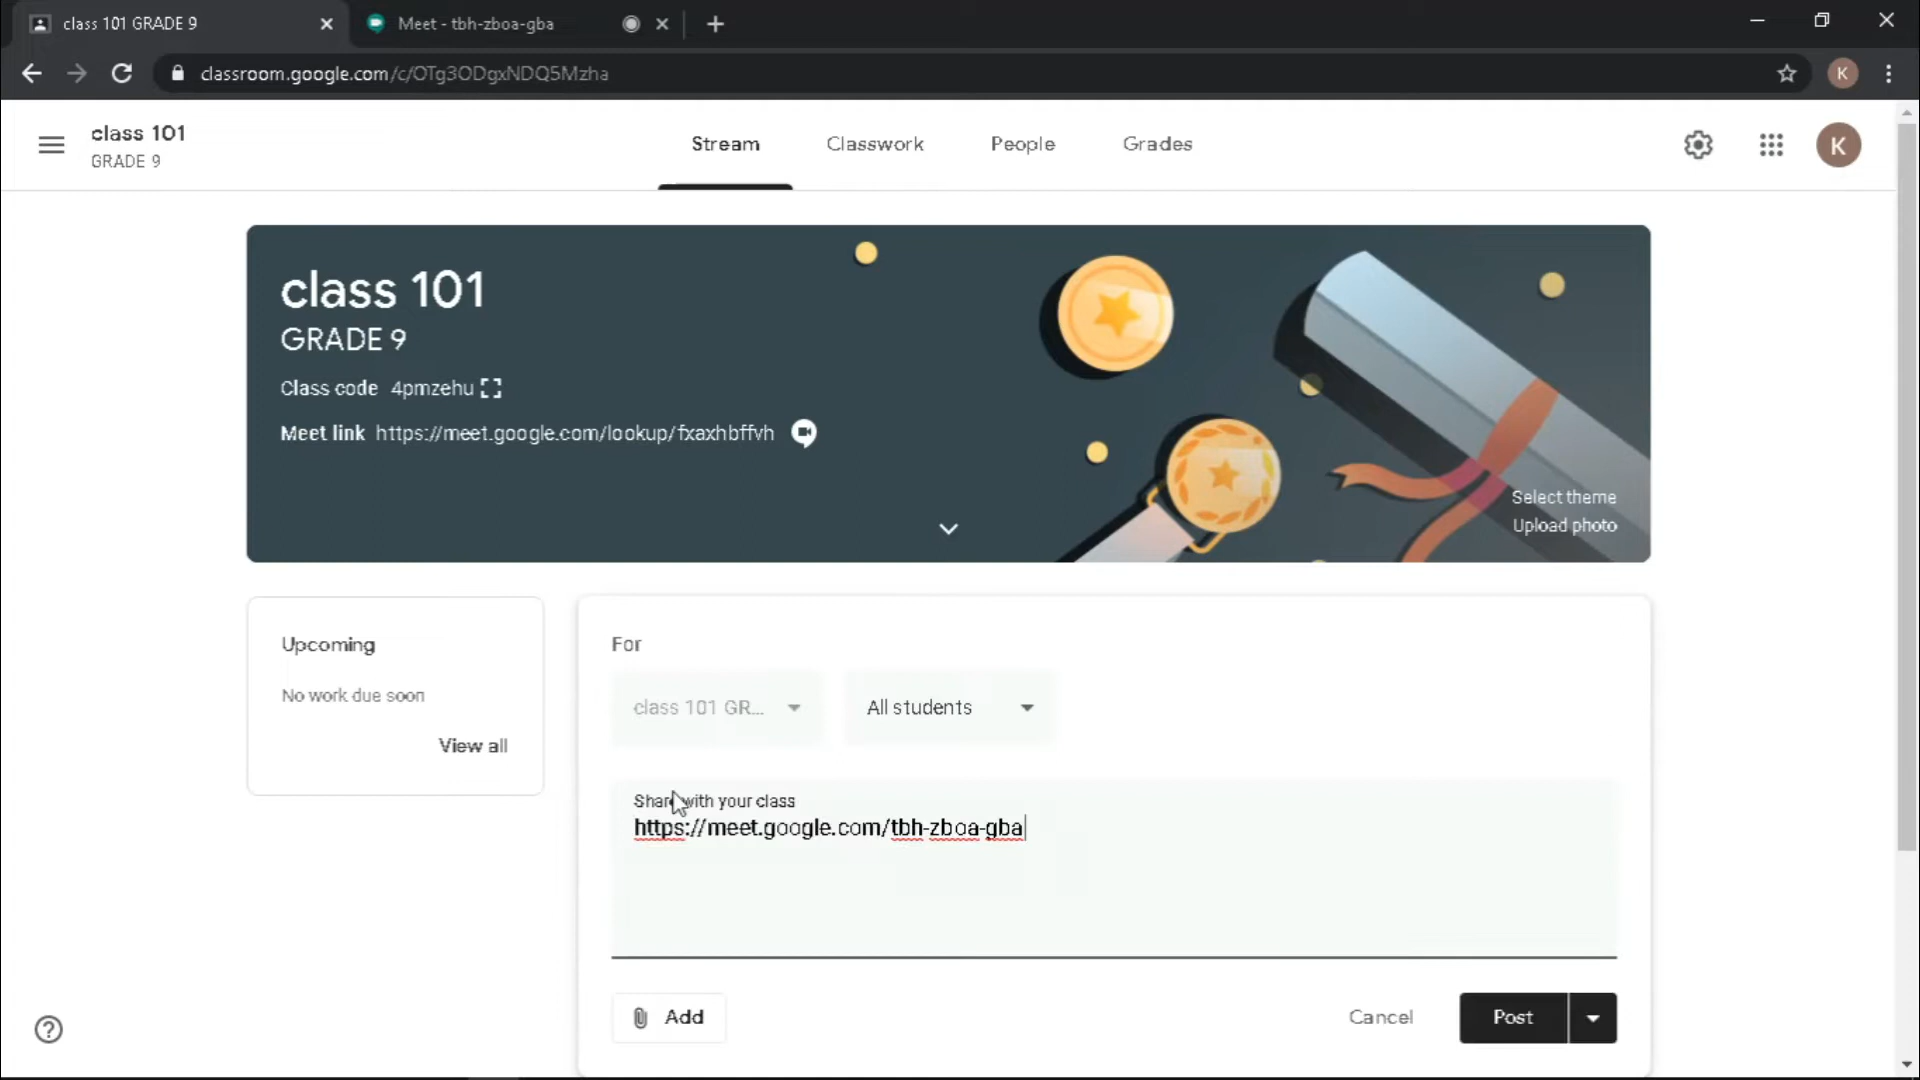 class 101 GRADE 9
Meet - tbh-zboa-gba
classroom.google.com/c/OTg3ODgxNDQ5Mzha
K
class 101
GRADE 9
Stream
Classwork
People
Grades
K
class 101
GRADE 9
Class code 4pmzehu
Meet link https://meet.google.com/lookup/fxaxhbffvh
Select theme
Upload photo
Upcoming
No work due soon
View all
For
class 101 GR...
All students
Share with your class
https://meet.google.com/tbh-zboa-gba
Add
Cancel
Post